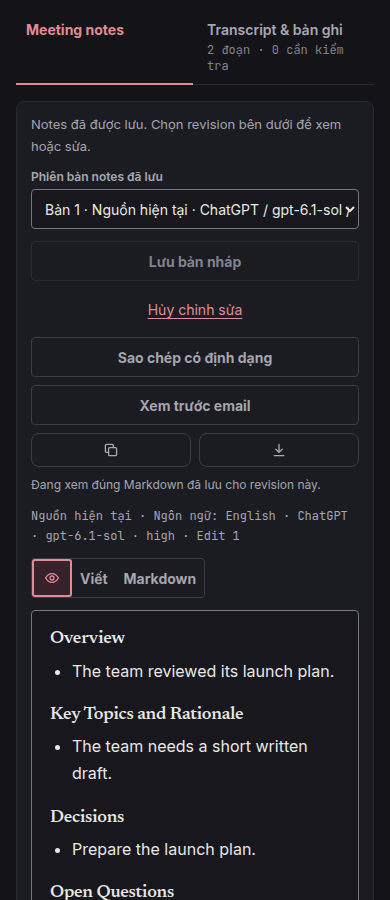 Meeting notes
Transcript & bản ghi
2 đoạn · 0 cần kiểm
tra
Notes đã được lưu. Chọn revision bên dưới để xem
hoặc sửa.
Phiên bản notes đã lưu
Bản 1 · Nguồn hiện tại · ChatGPT / gpt-6.1-sol
Lưu bản nháp
Hủy chỉnh sửa
Sao chép có định dạng
Xem trước email
Đang xem đúng Markdown đã lưu cho revision này.
Nguồn hiện tại · Ngôn ngữ: English · ChatGPT
· gpt-6.1-sol · high · Edit 1
Viết Markdown
Overview
• The team reviewed its launch plan.
Key Topics and Rationale
• The team needs a short written
draft.
Decisions
• Prepare the launch plan.
Open Questions